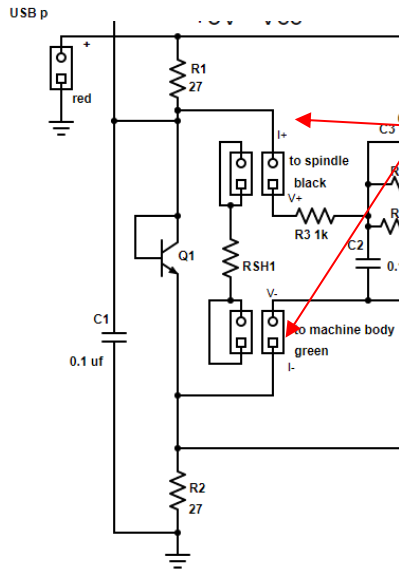 USB p
+
R1
27
red
I+
C3
to spindle
black
V+
R3 1k
Q1
RSH1
C2
0.
V-
C1
to machine body
green
0.1 uf
I-
R2
27